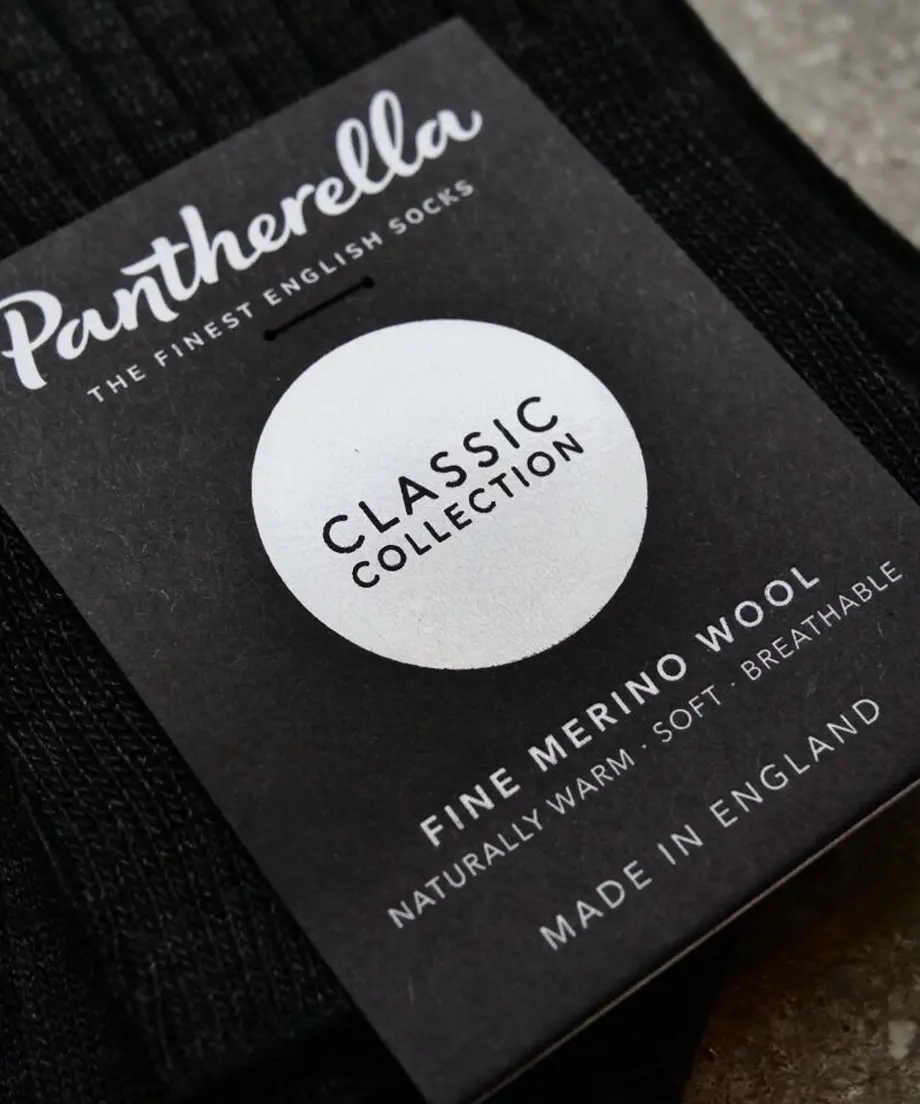 Pantherella
THE FINEST ENGLISH SOCKS
CLASSIC
COLLECTION
FINE MERINO WOOL
NATURALLY WARM · SOFT · BREATHABLE
MADE IN ENGLAND